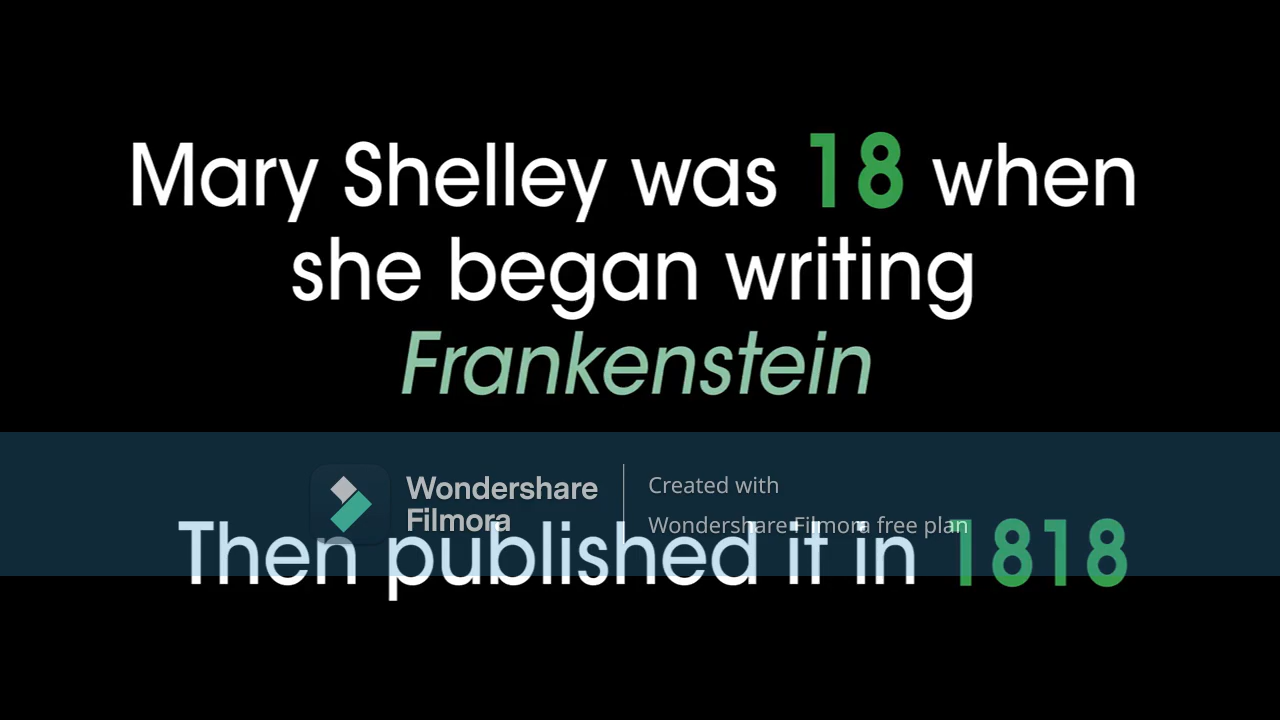 Mary Shelley was 18 when
she began writing
Frankenstein
Wondershare
Filmora
Created with
Wondershare Filmora free plan
Then published it in 1818